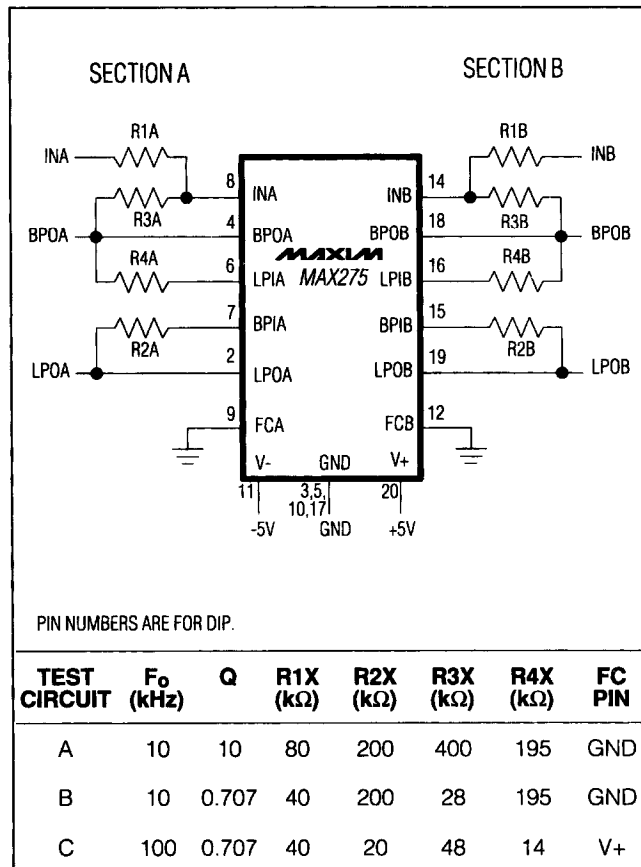 SECTION A
SECTION B
R1A
R1B
INA
INB
8
INA
INB
14
R3A
R3B
4
BPOA
BPOA
BPOB
18
BPOB
MAXIM
MAX275
R4A
R4B
6
LPIA
LPIB
16
7
BPIA
BPIB
15
R2A
R2B
2
LPOA
LPOA
LPOB
19
LPOB
9
FCA
FCB
12
V-
GND
V+
11
3,5,
10,17
20
-5V
GND
+5V
PIN NUMBERS ARE FOR DIP.
TEST CIRCUIT Fo (kHz) Q R1X (kΩ) R2X (kΩ) R3X (kΩ) R4X (kΩ) FC PIN
A 10 10 80 200 400 195 GND
B 10 0.707 40 200 28 195 GND
C 100 0.707 40 20 48 14 V+